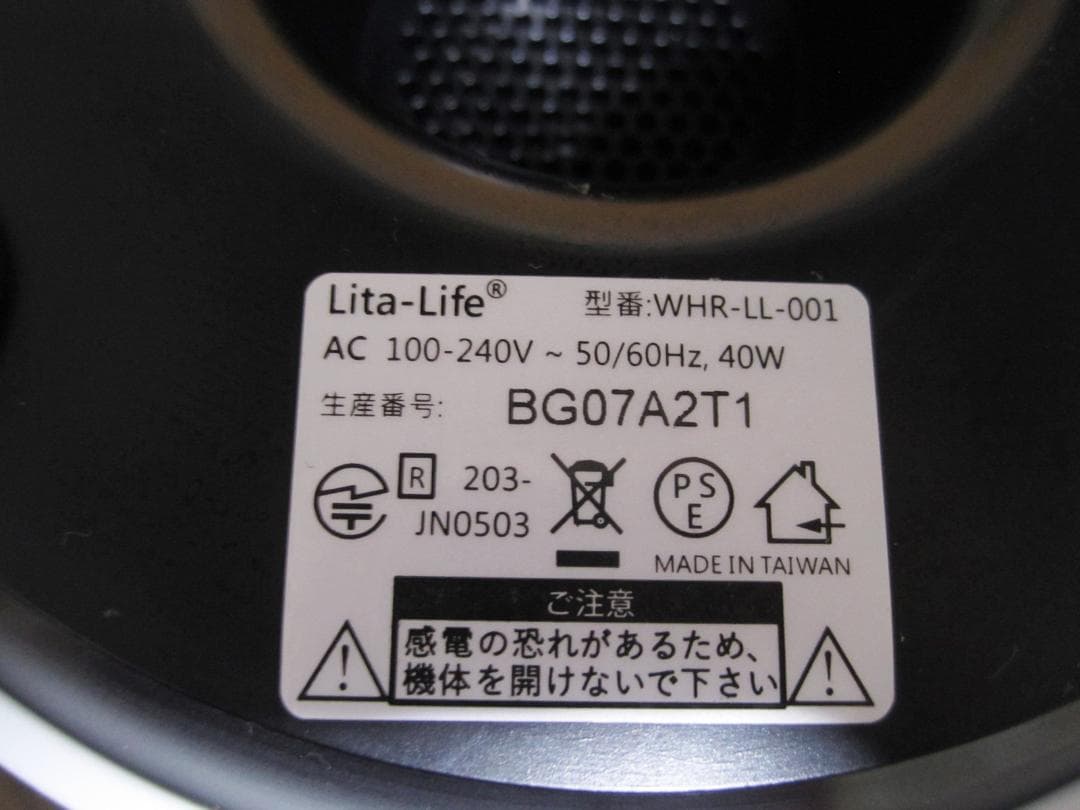 Lita-Life® 型番:WHR-LL-001
AC 100-240V ~ 50/60Hz, 40W
生産番号: BG07A2T1
R 203-
JN0503
PSE
MADE IN TAIWAN
ご注意
感電の恐れがあるため、
機体を開けないで下さい